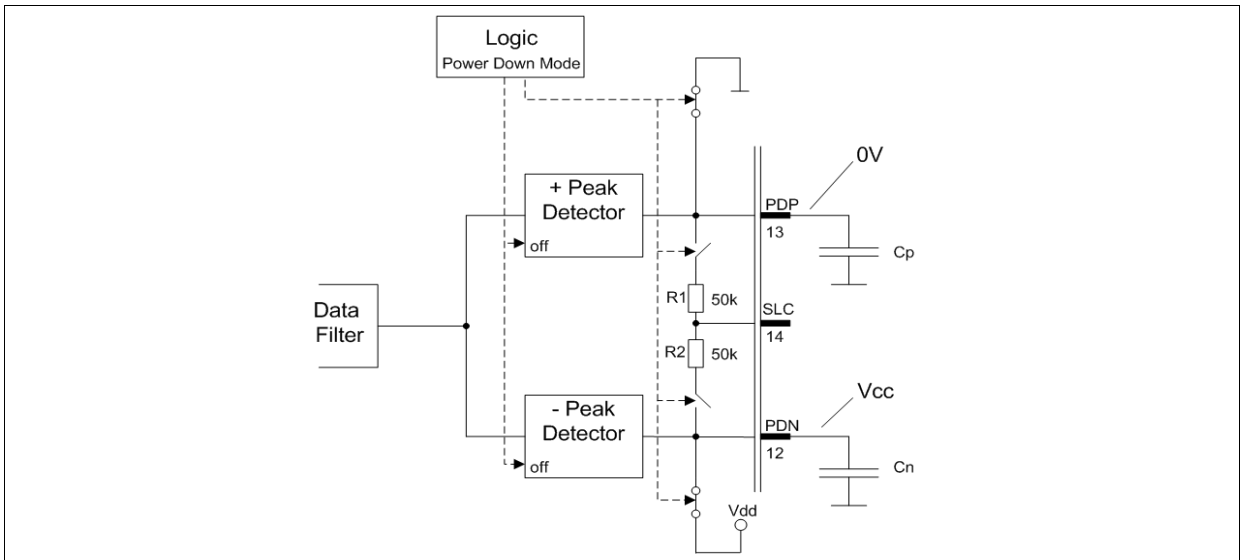 Logic
Power Down Mode
0V
+ Peak
Detector
off
PDP
13
Cp
R1
50k
SLC
14
Data
Filter
R2
50k
- Peak
Detector
off
Vcc
PDN
12
Cn
Vdd